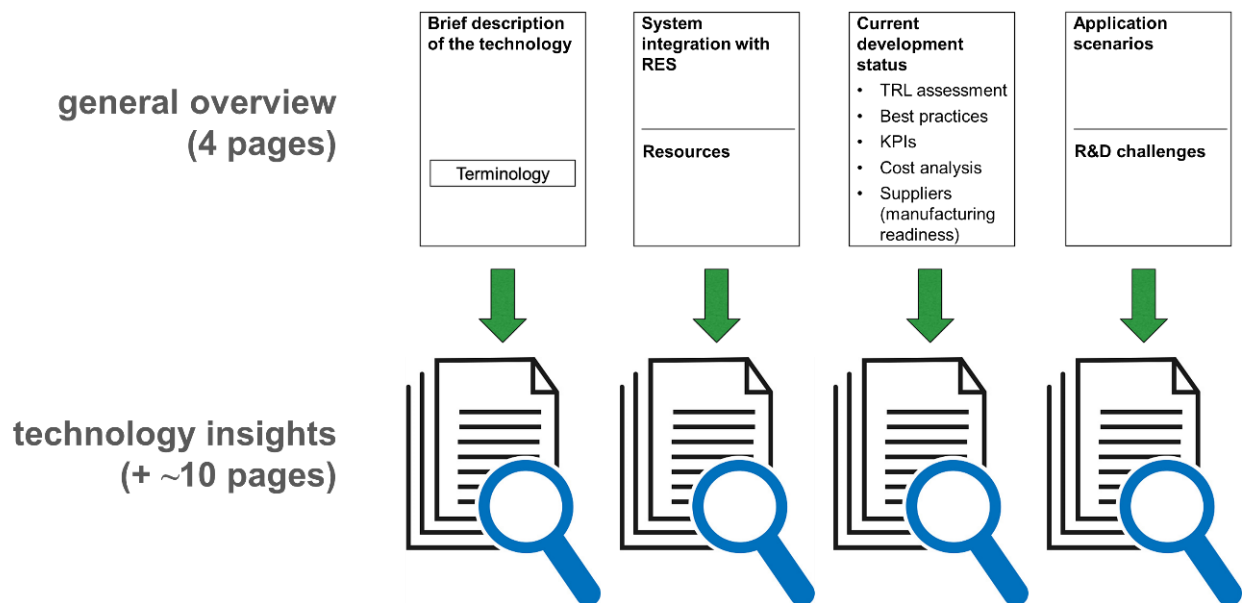 general overview
(4 pages)
Brief description
of the technology
Terminology
System
integration with
RES
Resources
Current
development
status
• TRL assessment
• Best practices
• KPIs
• Cost analysis
• Suppliers
(manufacturing
readiness)
Application
scenarios
R&D challenges
technology insights
(+ ~10 pages)